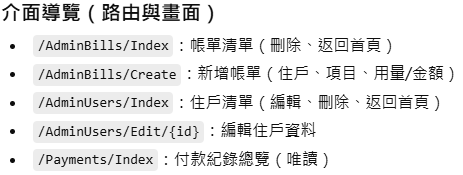 介面導覽（路由與畫面）
• /AdminBills/Index：帳單清單（刪除、返回首頁）
• /AdminBills/Create：新增帳單（住戶、項目、用量/金額）
• /AdminUsers/Index：住戶清單（編輯、刪除、返回首頁）
• /AdminUsers/Edit/{id}：編輯住戶資料
• /Payments/Index：付款紀錄總覽（唯讀）